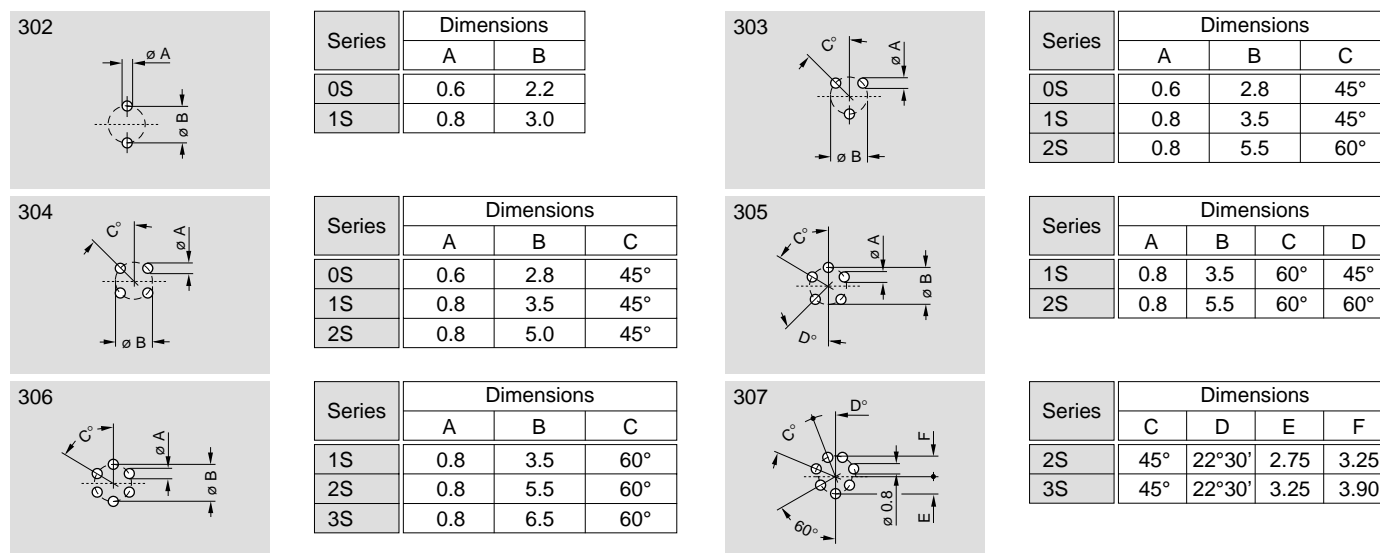 302
ø A
ø B
Series Dimensions
A B
0S 0.6 2.2
1S 0.8 3.0
303
C°
ø A
ø B
Series Dimensions
A B C
0S 0.6 2.8 45°
1S 0.8 3.5 45°
2S 0.8 5.5 60°
304
C°
ø A
ø B
Series Dimensions
A B C
0S 0.6 2.8 45°
1S 0.8 3.5 45°
2S 0.8 5.0 45°
305
C°
ø A
ø B
D°
Series Dimensions
A B C D
1S 0.8 3.5 60° 45°
2S 0.8 5.5 60° 60°
306
C°
ø A
ø B
Series Dimensions
A B C
1S 0.8 3.5 60°
2S 0.8 5.5 60°
3S 0.8 6.5 60°
307
D°
C°
F
ø 0.8
E
60°
Series Dimensions
C D E F
2S 45° 22°30' 2.75 3.25
3S 45° 22°30' 3.25 3.90